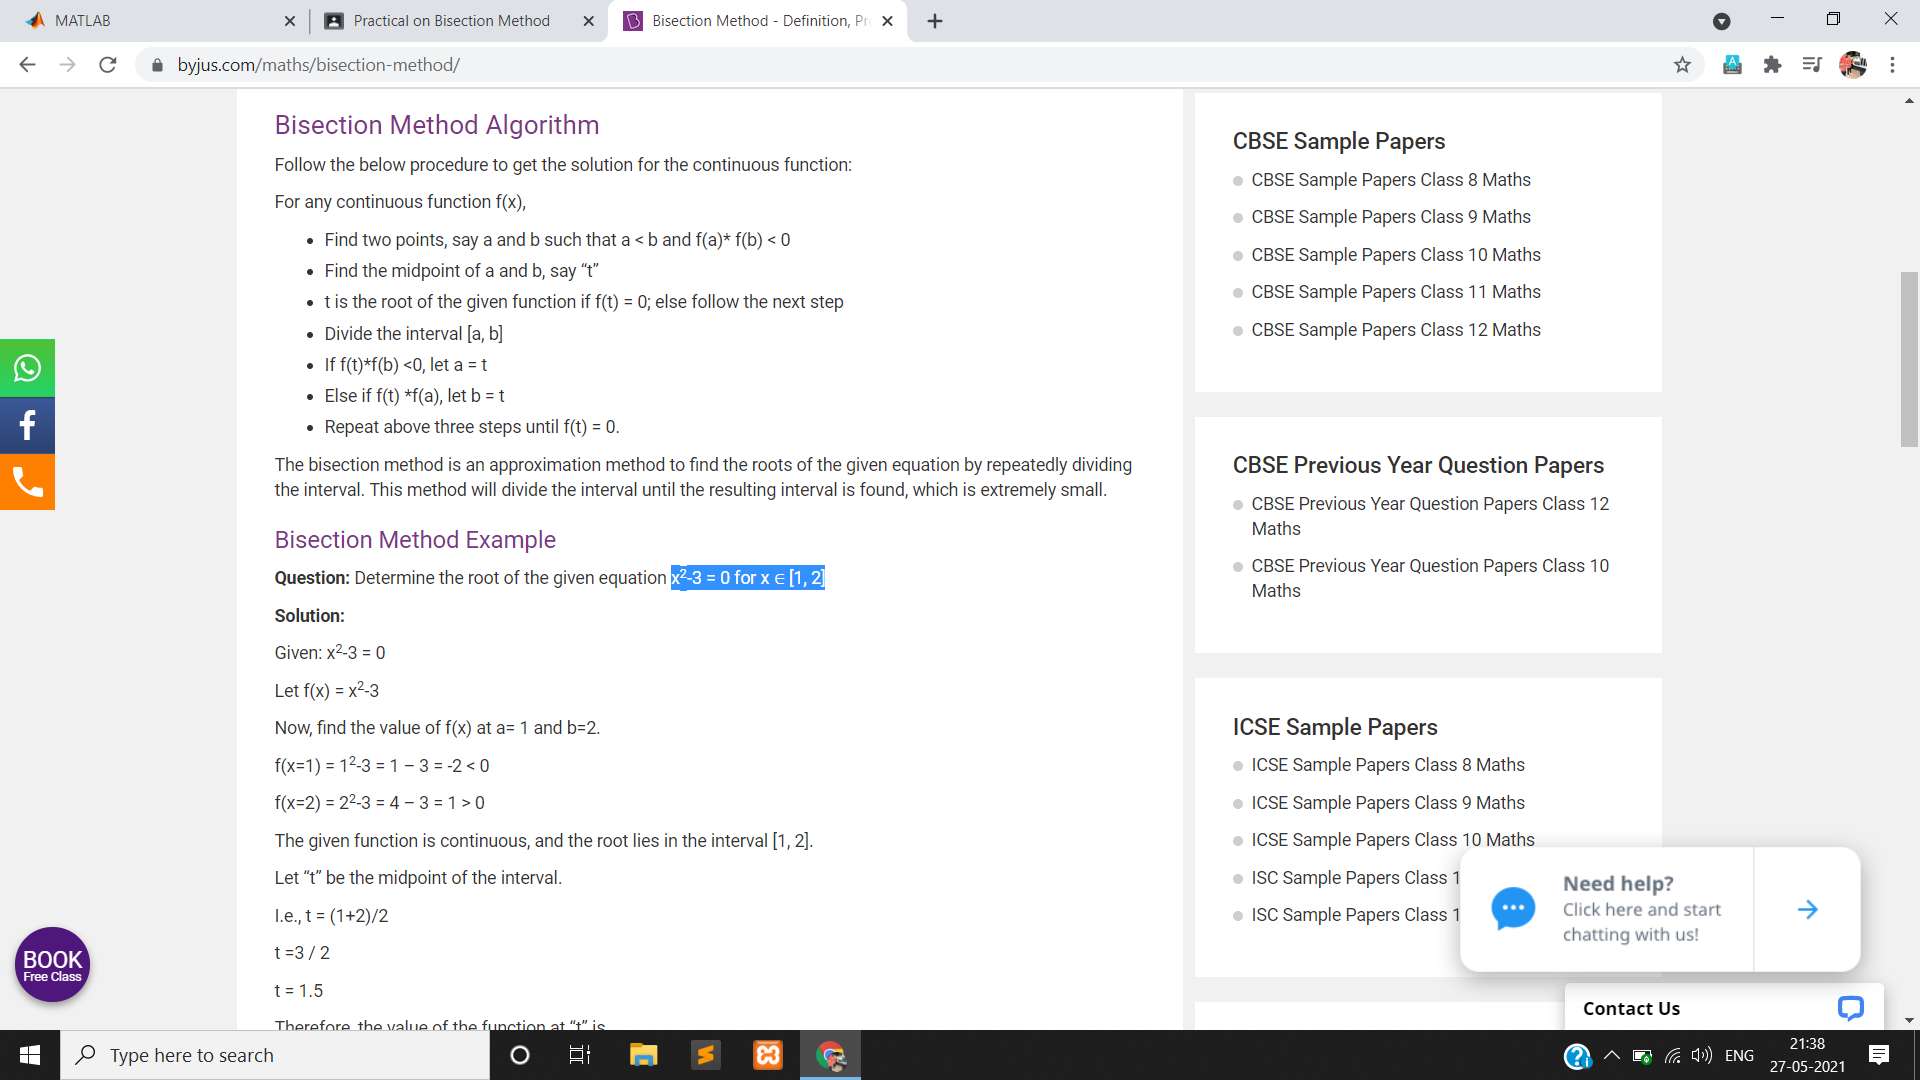 MATLAB
Practical on Bisection Method
Bisection Method - Definition, Pr
byjus.com/maths/bisection-method/
Bisection Method Algorithm
Follow the below procedure to get the solution for the continuous function:
For any continuous function f(x),
• Find two points, say a and b such that a < b and f(a)* f(b) < 0
• Find the midpoint of a and b, say “t”
• t is the root of the given function if f(t) = 0; else follow the next step
• Divide the interval [a, b]
• If f(t)*f(b) <0, let a = t
• Else if f(t) *f(a), let b = t
• Repeat above three steps until f(t) = 0.
The bisection method is an approximation method to find the roots of the given equation by repeatedly dividing
the interval. This method will divide the interval until the resulting interval is found, which is extremely small.
Bisection Method Example
Question: Determine the root of the given equation x²-3 = 0 for x ∈ [1, 2]
Solution:
Given: x²-3 = 0
Let f(x) = x²-3
Now, find the value of f(x) at a= 1 and b=2.
f(x=1) = 1²-3 = 1 – 3 = -2 < 0
f(x=2) = 2²-3 = 4 – 3 = 1 > 0
The given function is continuous, and the root lies in the interval [1, 2].
Let “t” be the midpoint of the interval.
I.e., t = (1+2)/2
t =3 / 2
t = 1.5
Therefore, the value of the function at “t” is
CBSE Sample Papers
CBSE Sample Papers Class 8 Maths
CBSE Sample Papers Class 9 Maths
CBSE Sample Papers Class 10 Maths
CBSE Sample Papers Class 11 Maths
CBSE Sample Papers Class 12 Maths
CBSE Previous Year Question Papers
CBSE Previous Year Question Papers Class 12
Maths
CBSE Previous Year Question Papers Class 10
Maths
ICSE Sample Papers
ICSE Sample Papers Class 8 Maths
ICSE Sample Papers Class 9 Maths
ICSE Sample Papers Class 10 Maths
ISC Sample Papers Class 1
ISC Sample Papers Class 1
Need help?
Click here and start
chatting with us!
Contact Us
BOOK
Free Class
Type here to search
ENG
21:38
27-05-2021